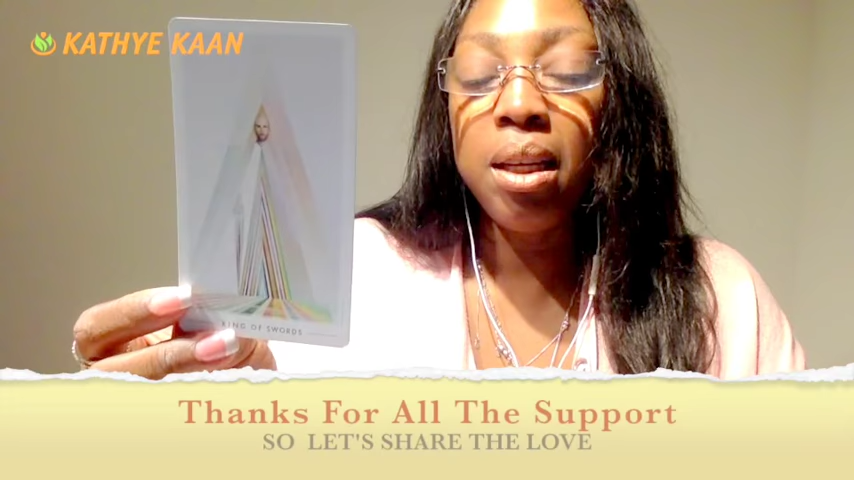 KATHYE KAAN
KING OF SWORDS
Thanks For All The Support
SO LET'S SHARE THE LOVE